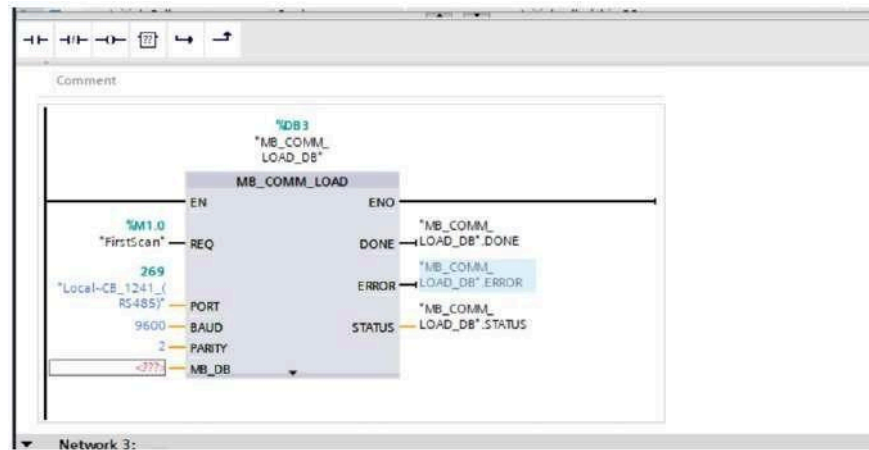 Comment
%DB3
"MB_COMM_
LOAD_DB"
MB_COMM_LOAD
EN
ENO
%M1.0
"FirstScan"
REQ
DONE
"MB_COMM_
LOAD_DB".DONE
269
"Local~CB_1241_(
RS485)"
PORT
ERROR
"MB_COMM_
LOAD_DB".ERROR
9600
BAUD
STATUS
"MB_COMM_
LOAD_DB".STATUS
2
PARITY
<???>
MB_DB
Network 3: